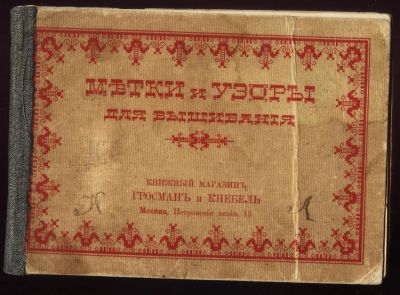 МѢТКИ и УЗОРЫ
ДЛЯ ВЫШИВАНІЯ
КНИЖНЫЙ МАГАЗИНЪ
ГРОСМАНЪ и КНЕБЕЛЬ
Москва, Петровскія линіи, 13